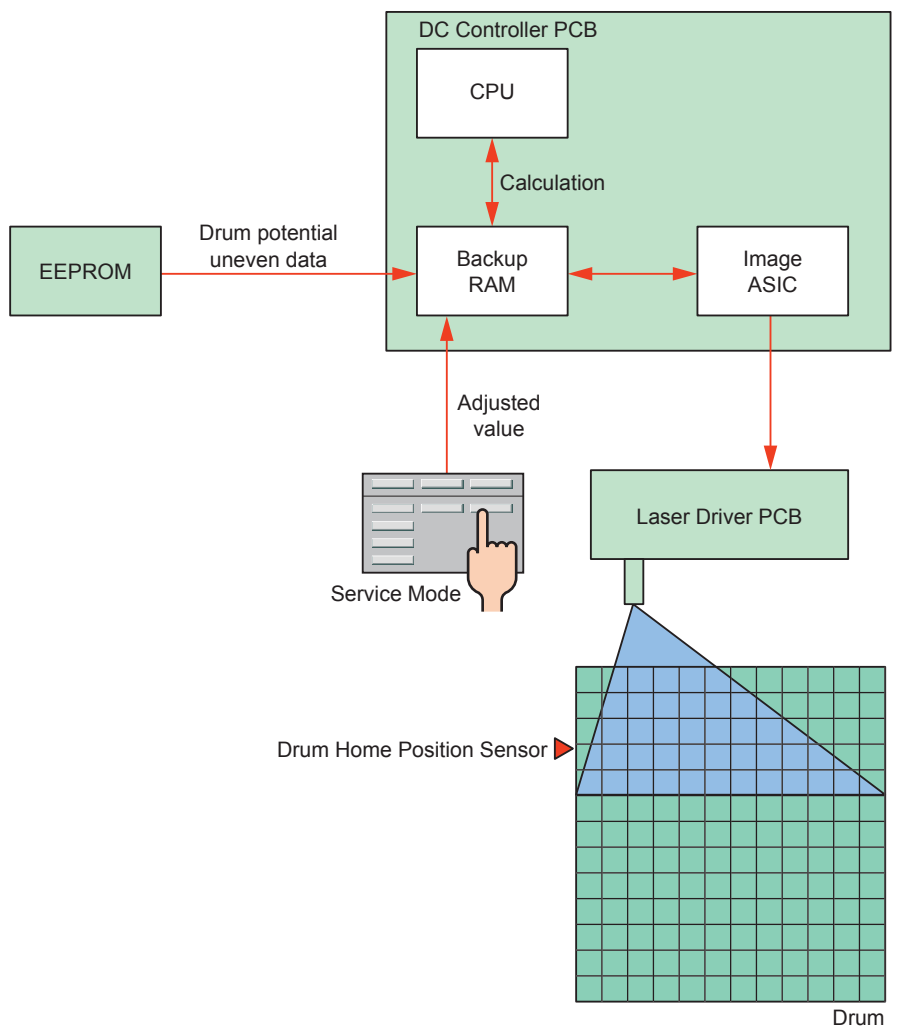 DC Controller PCB
CPU
Calculation
Drum potential
uneven data
EEPROM
Backup
RAM
Image
ASIC
Adjusted
value
Laser Driver PCB
Service Mode
Drum Home Position Sensor
Drum